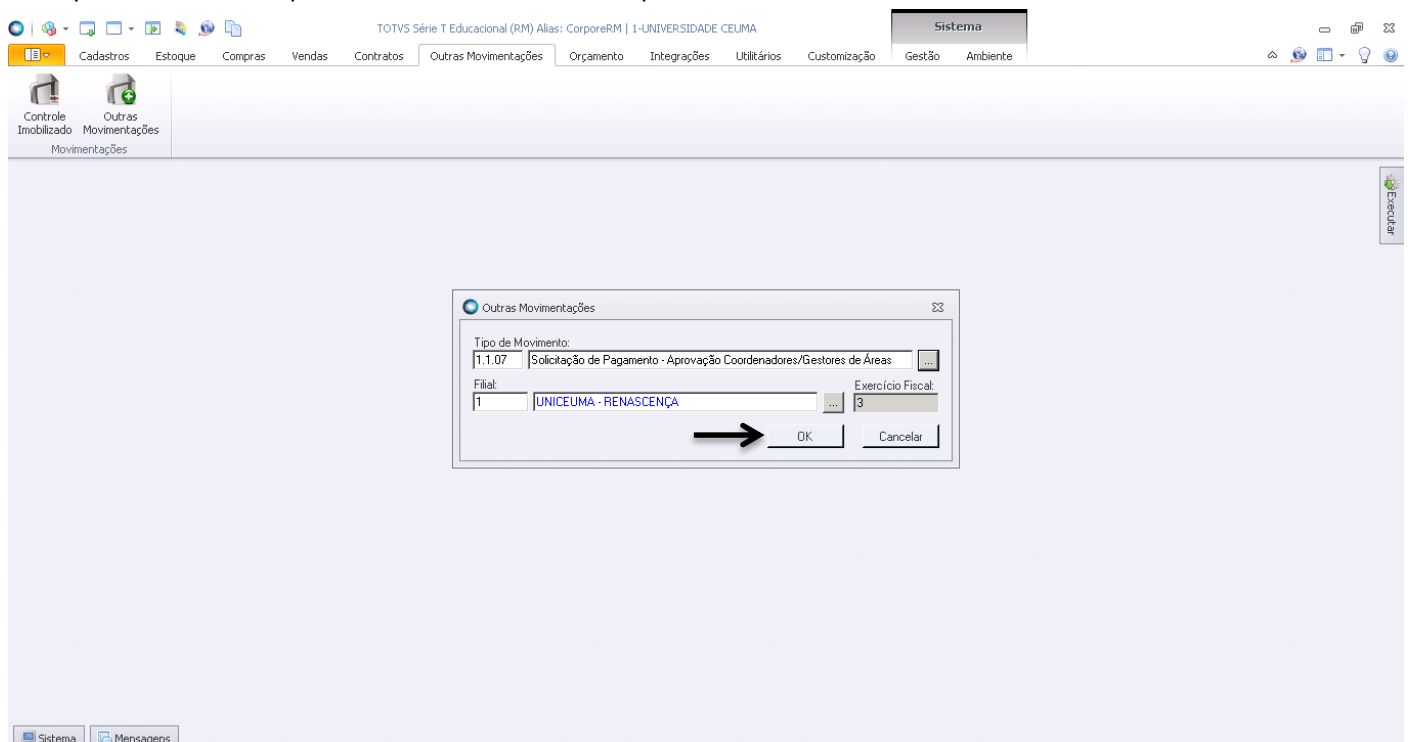 TOTVS Série T Educacional (RM) Alias: CorporeRM | 1-UNIVERSIDADE CEUMA
Sistema
Cadastros Estoque Compras Vendas Contratos Outras Movimentações Orçamento Integrações Utilitários Customização Gestão Ambiente
Controle Imobilizado
Outras Movimentações
Movimentações
Executar
Outras Movimentações
Tipo de Movimento:
1.1.07 Solicitação de Pagamento - Aprovação Coordenadores/Gestores de Áreas ...
Filial: Exercício Fiscal:
1 UNICEUMA - RENASCENÇA ... 3
OK Cancelar
Sistema Mensagens